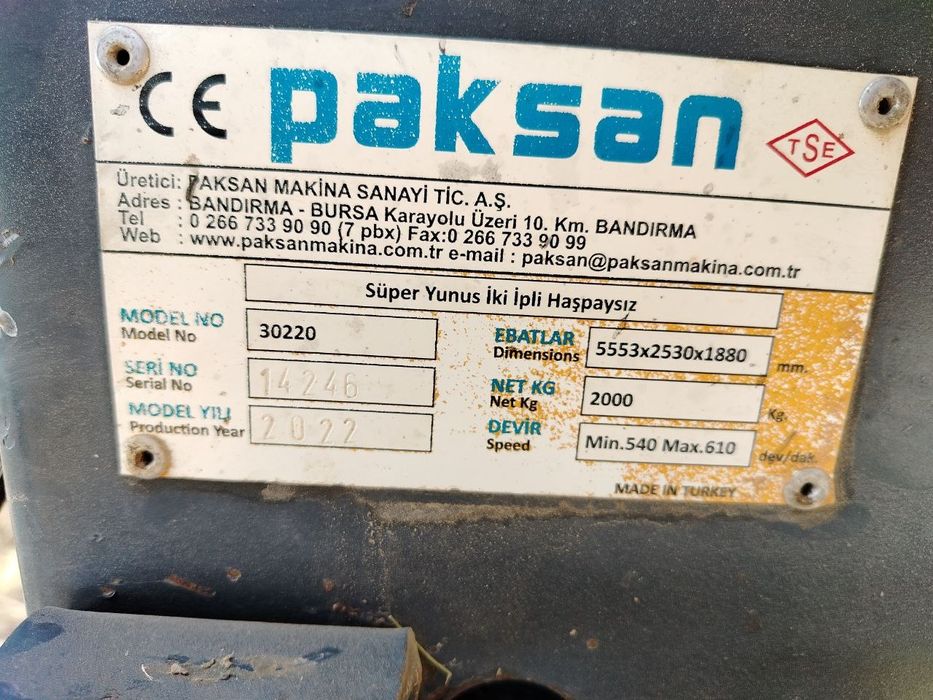 CE paksan TSE
Üretici: PAKSAN MAKİNA SANAYİ TİC. A.Ş.
Adres : BANDIRMA - BURSA Karayolu Üzeri 10. Km. BANDIRMA
Tel : 0 266 733 90 90 (7 pbx) Fax:0 266 733 90 99
Web : www.paksanmakina.com.tr e-mail : paksan@paksanmakina.com.tr
Süper Yunus İki İpli Haşpaysız
MODEL NO
Model No
30220
SERİ NO
Serial No
14246
MODEL YILI
Production Year
2022
EBATLAR
Dimensions
5553x2530x1880 mm.
NET KG
Net Kg
2000 Kg.
DEVİR
Speed
Min.540 Max.610 dev/dak.
MADE IN TURKEY